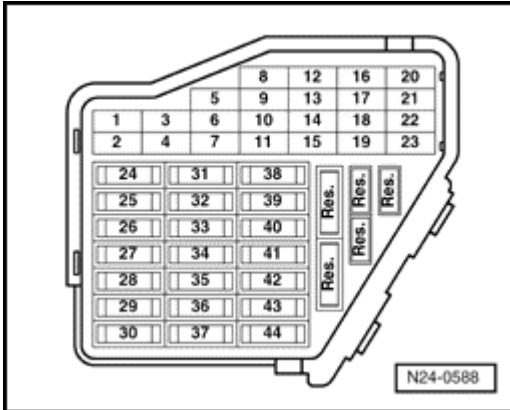 8 12 16 20
5 9 13 17 21
1 3 6 10 14 18 22
2 4 7 11 15 19 23
24 31 38
25 32 39
26 33 40
27 34 41
28 35 42
29 36 43
30 37 44
Res. Res. Res.
Res. Res.
N24-0588